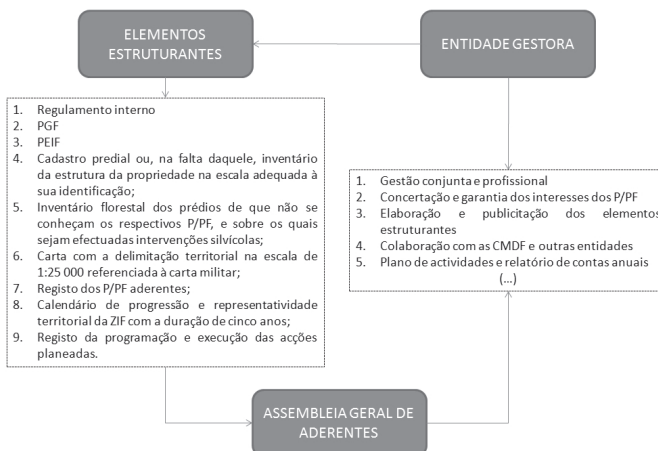 ELEMENTOS
ESTRUTURANTES
ENTIDADE GESTORA
1. Regulamento interno
2. PGF
3. PEIF
4. Cadastro predial ou, na falta daquele, inventário
da estrutura da propriedade na escala adequada à
sua identificação;
5. Inventário florestal dos prédios de que não se
conheçam os respectivos P/PF, e sobre os quais
sejam efectuadas intervenções silvícolas;
6. Carta com a delimitação territorial na escala de
1:25 000 referenciada à carta militar;
7. Registo dos P/PF aderentes;
8. Calendário de progressão e representatividade
territorial da ZIF com a duração de cinco anos;
9. Registo da programação e execução das acções
planeadas.
1. Gestão conjunta e profissional
2. Concertação e garantia dos interesses dos P/PF
3. Elaboração e publicitação dos elementos
estruturantes
4. Colaboração com as CMDF e outras entidades
5. Plano de actividades e relatório de contas anuais
(...)
ASSEMBLEIA GERAL DE
ADERENTES